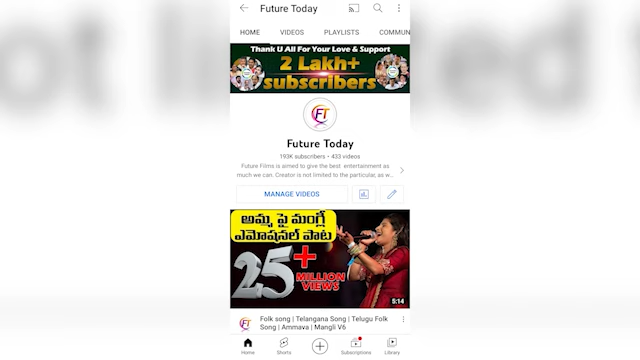 Future Today
HOME VIDEOS PLAYLISTS COMMUN
Thank U All For Your Love & Support
2 Lakh+
subscribers
FT
Future Today
193K subscribers • 433 videos
Future Films is aimed to give the best entertainment as
much we can. Creator is not limited to the particular, as w...
MANAGE VIDEOS
అమ్మ పై మంగ్లీ
ఎమోషనల్ పాట
25+
MILLION
VIEWS
5:14
Folk song | Telangana Song | Telugu Folk
Song | Ammava | Mangli V6
Home Shorts Subscriptions Library